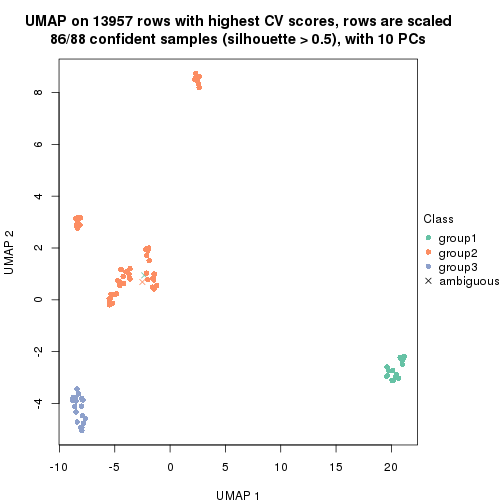 UMAP on 13957 rows with highest CV scores, rows are scaled
86/88 confident samples (silhouette > 0.5), with 10 PCs
8
6
4
2
0
-2
-4
UMAP 2
-10
-5
0
5
10
15
20
UMAP 1
Class
group1
group2
group3
ambiguous